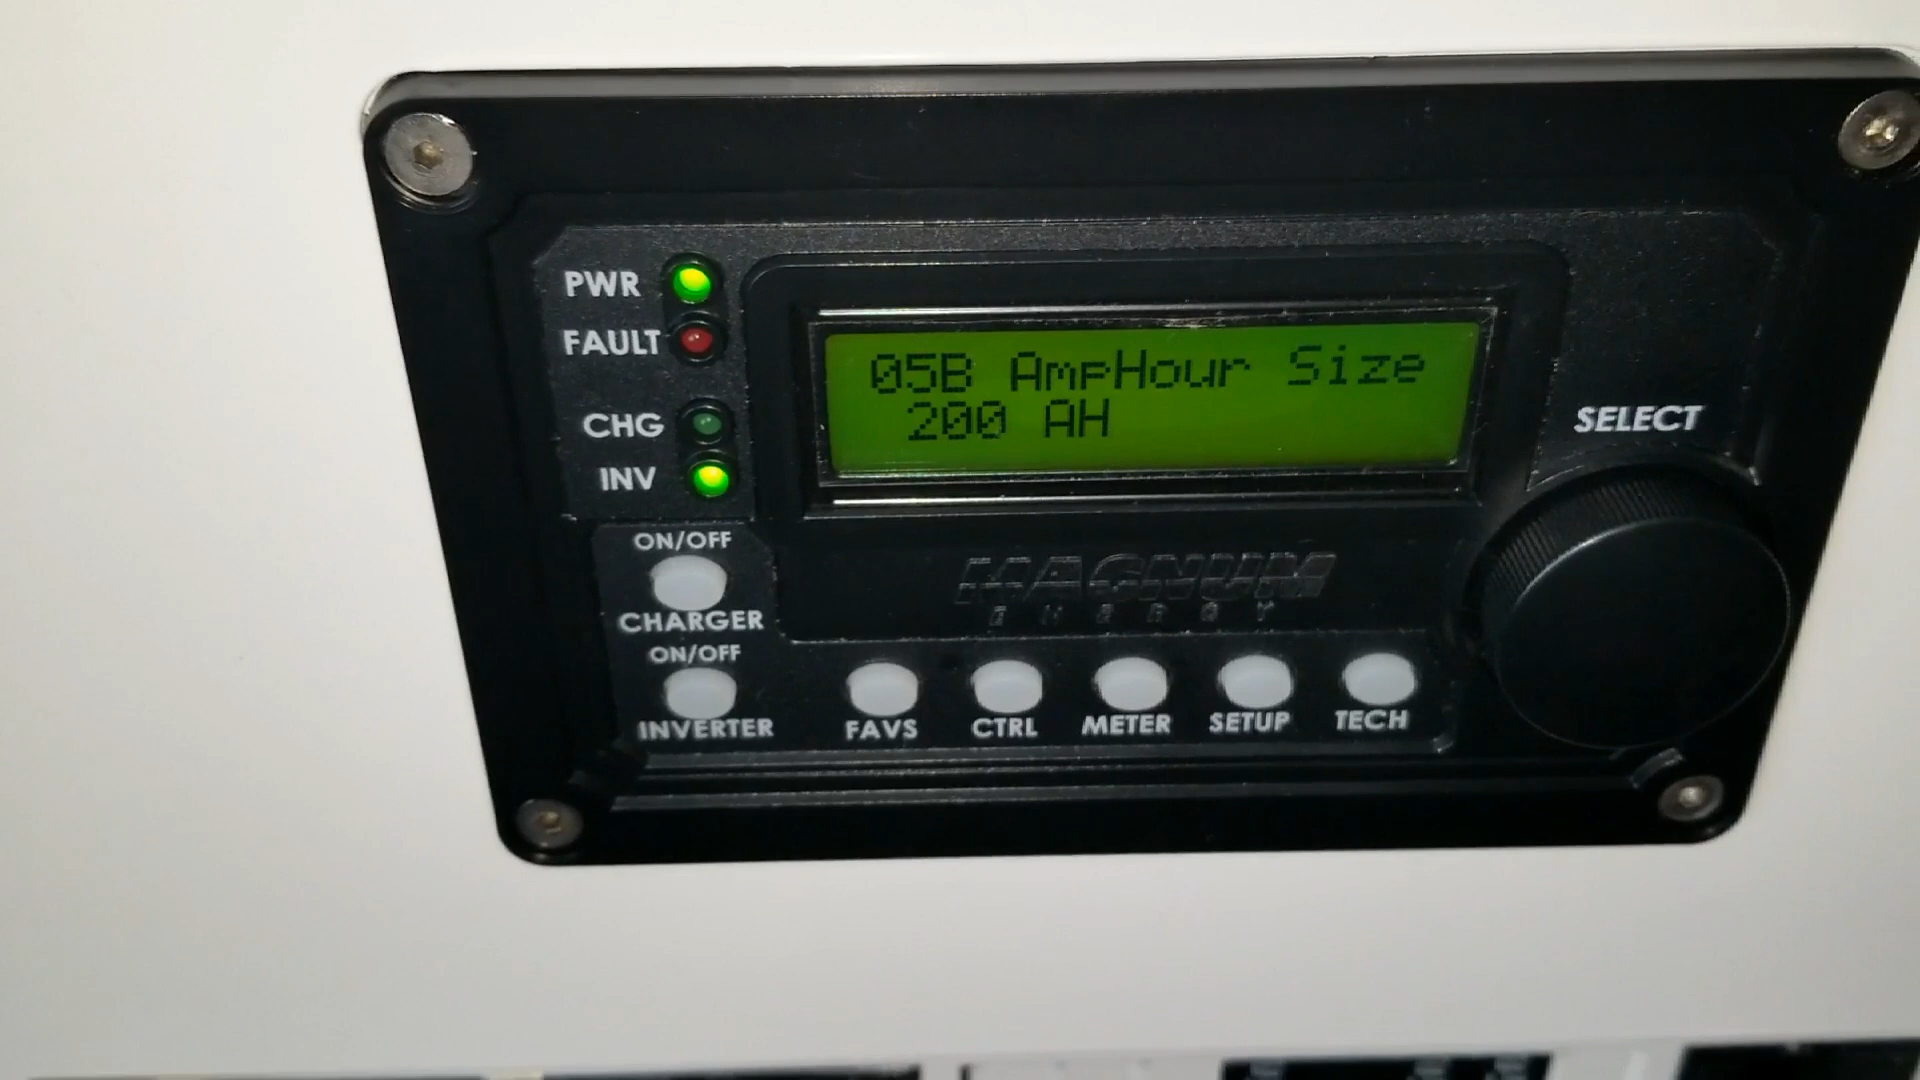 PWR
FAULT
CHG
INV
05B AmpHour Size
200 AH
SELECT
ON/OFF
CHARGER
ON/OFF
INVERTER
MAGNUM
ENERGY
FAVS
CTRL
METER
SETUP
TECH